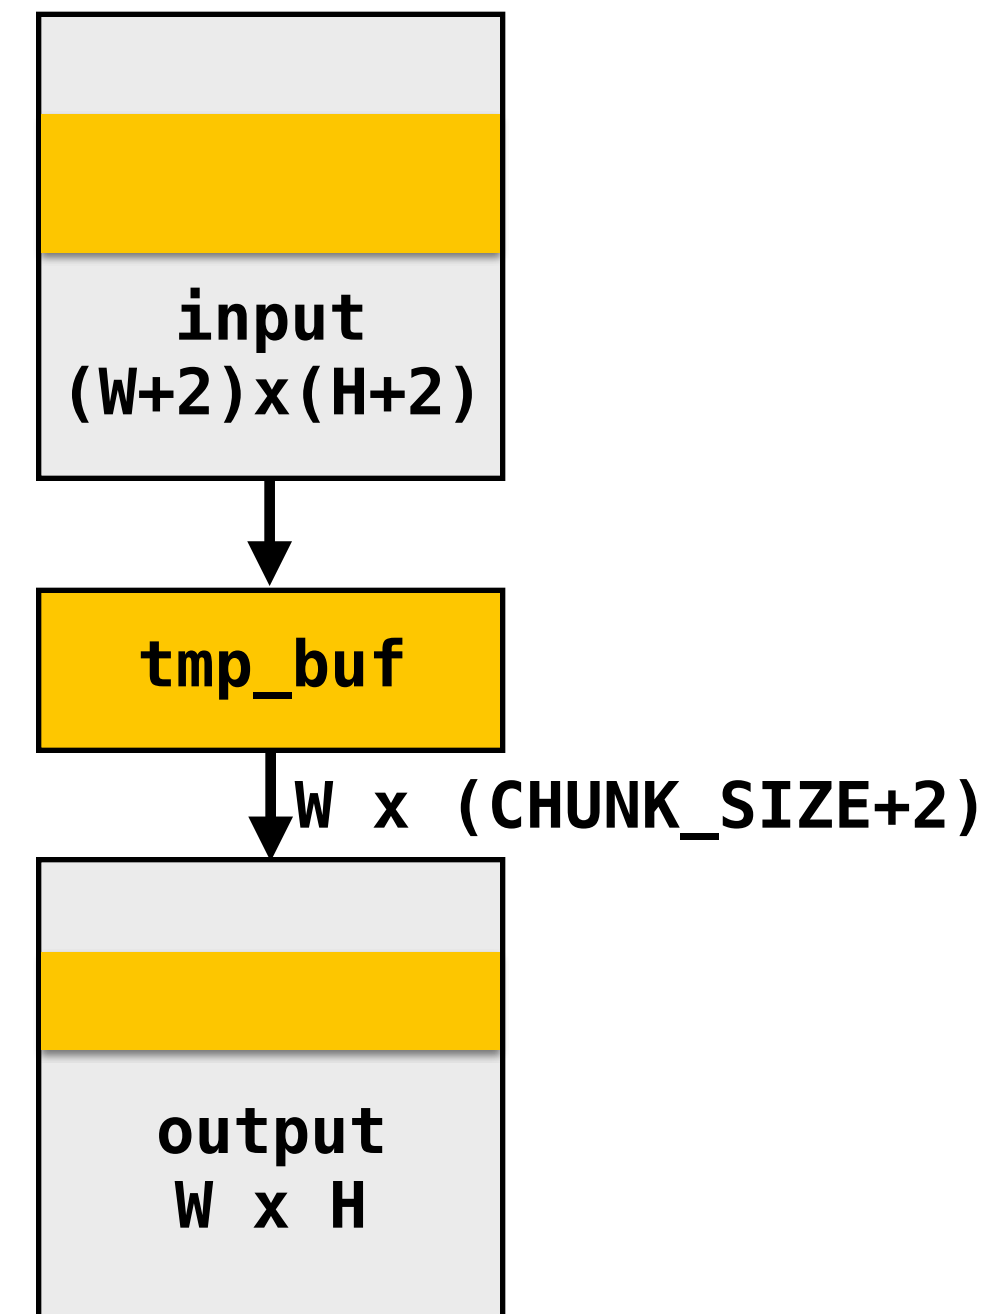 input
(W+2)x(H+2)
tmp_buf
W x (CHUNK_SIZE+2)
output
W x H